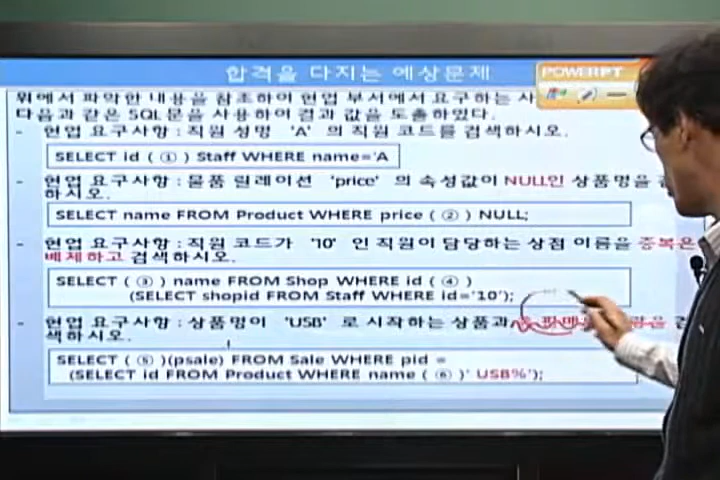 합격을 다지는 예상문제
POWERPT
위에서 파악한 내용을 참조하여 현업 부서에서 요구하는 사
다음과 같은 SQL문을 사용하여 결과 값을 도출하였다.
- 현업 요구사항 : 직원 성명 'A' 의 직원 코드를 검색하시오.
SELECT id ( ① ) Staff WHERE name='A
- 현업 요구사항 : 물품 릴레이션 'price' 의 속성값이 NULL인 상품명을
하시오.
SELECT name FROM Product WHERE price ( ② ) NULL;
- 현업 요구사항 : 직원 코드가 '10' 인 직원이 담당하는 상점 이름을 중복은
배제하고 검색하시오.
SELECT ( ③ ) name FROM Shop WHERE id ( ④ )
(SELECT shopid FROM Staff WHERE id='10');
- 현업 요구사항 : 상품명이 'USB' 로 시작하는 상품과 판매
색하시오.
SELECT ( ⑤ )(psale) FROM Sale WHERE pid =
(SELECT id FROM Product WHERE name ( ⑥ )' USB%');